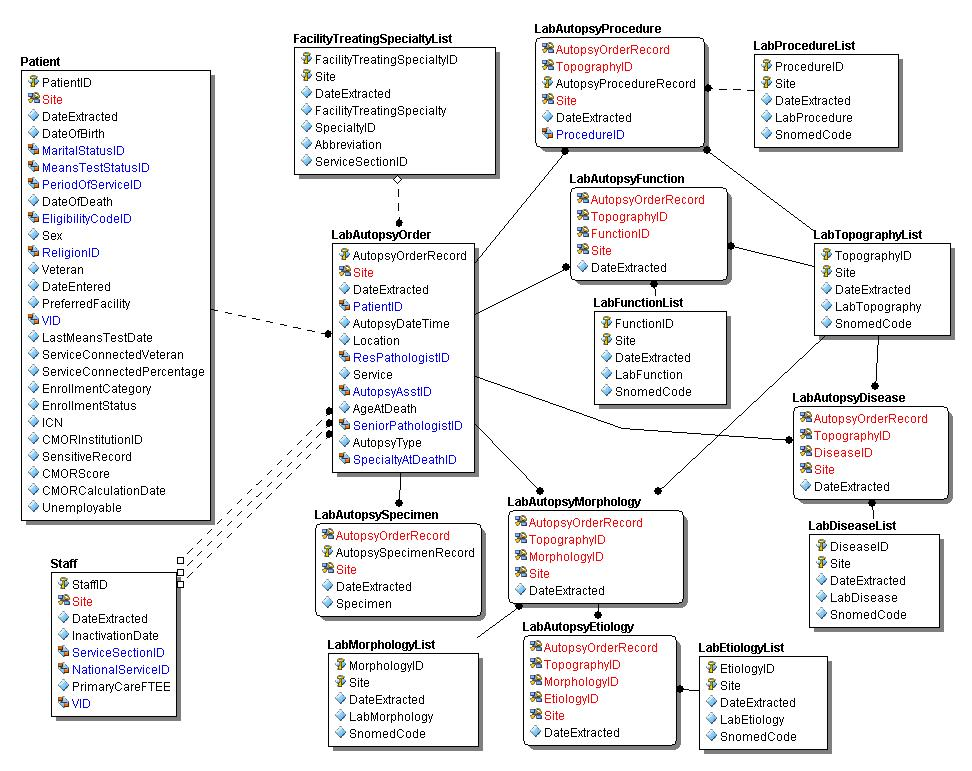 Patient
PatientID
Site
DateExtracted
DateOfBirth
MaritalStatusID
MeansTestStatusID
PeriodOfServiceID
DateOfDeath
EligibilityCodeID
Sex
ReligionID
Veteran
DateEntered
PreferredFacility
VID
LastMeansTestDate
ServiceConnectedVeteran
ServiceConnectedPercentage
EnrollmentCategory
EnrollmentStatus
ICN
CMORInstitutionID
SensitiveRecord
CMORScore
CMORCalculationDate
Unemployable
Staff
StaffID
Site
DateExtracted
InactivationDate
ServiceSectionID
NationalServiceID
PrimaryCareFTEE
VID
FacilityTreatingSpecialtyList
FacilityTreatingSpecialtyID
Site
DateExtracted
FacilityTreatingSpecialty
SpecialtyID
Abbreviation
ServiceSectionID
LabAutopsyOrder
AutopsyOrderRecord
Site
DateExtracted
PatientID
AutopsyDateTime
Location
ResPathologistID
Service
AutopsyAsstID
AgeAtDeath
SeniorPathologistID
AutopsyType
SpecialtyAtDeathID
LabAutopsySpecimen
AutopsyOrderRecord
AutopsySpecimenRecord
Site
DateExtracted
Specimen
LabMorphologyList
MorphologyID
Site
DateExtracted
LabMorphology
SnomedCode
LabAutopsyProcedure
AutopsyOrderRecord
TopographyID
AutopsyProcedureRecord
Site
DateExtracted
ProcedureID
LabAutopsyFunction
AutopsyOrderRecord
TopographyID
FunctionID
Site
DateExtracted
LabFunctionList
FunctionID
Site
DateExtracted
LabFunction
SnomedCode
LabAutopsyMorphology
AutopsyOrderRecord
TopographyID
MorphologyID
Site
DateExtracted
LabAutopsyEtiology
AutopsyOrderRecord
TopographyID
MorphologyID
EtiologyID
Site
DateExtracted
LabProcedureList
ProcedureID
Site
DateExtracted
LabProcedure
SnomedCode
LabTopographyList
TopographyID
Site
DateExtracted
LabTopography
SnomedCode
LabAutopsyDisease
AutopsyOrderRecord
TopographyID
DiseaseID
Site
DateExtracted
LabDiseaseList
DiseaseID
Site
DateExtracted
LabDisease
SnomedCode
LabEtiologyList
EtiologyID
Site
DateExtracted
LabEtiology
SnomedCode